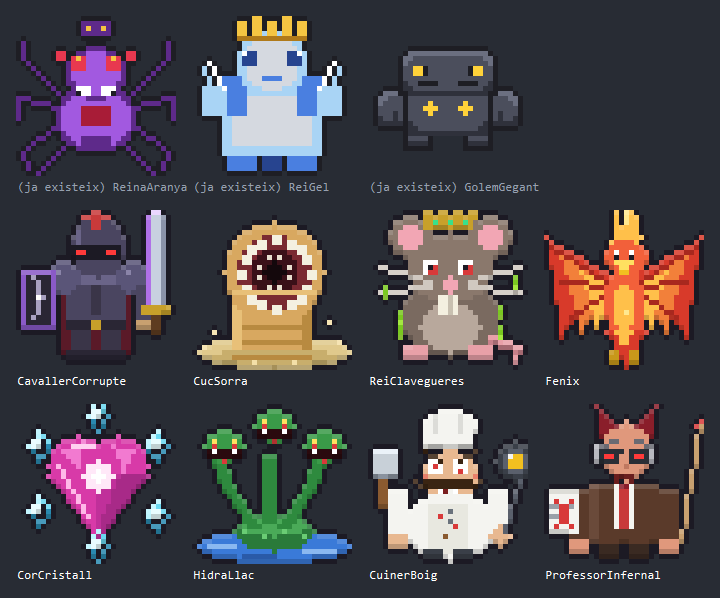 (ja existeix) ReinaAranya (ja existeix) ReiGel (ja existeix) GolemGegant
CavallerCorrupte CucSorra ReiClavegueres Fenix
CorCristall HidraLlac CuinerBoig ProfessorInfernal